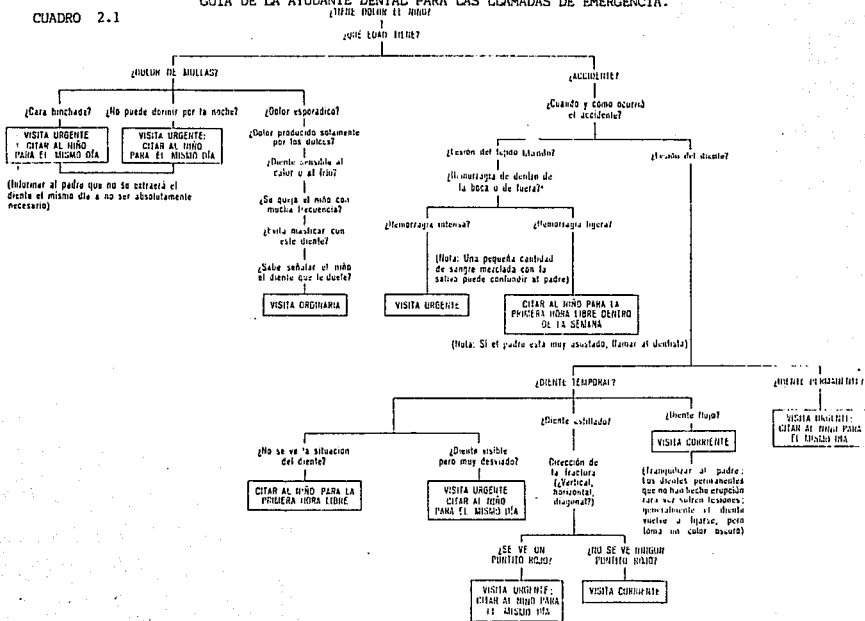 GUIA DE LA AYUDANTE DENTAL PARA LAS LLAMADAS DE EMERGENCIA.
CUADRO 2.1
¿TIENE DOLOR EL NIÑO?
¿QUÉ EDAD TIENE?
¿DOLOR DE MUELAS?
¿Cara hinchada?
VISITA URGENTE
CITAR AL NIÑO
PARA EL MISMO DÍA
¿No puede dormir por la noche?
VISITA URGENTE:
CITAR AL NIÑO
PARA EL MISMO DÍA
(Informar al padre que no se extraerá el
diente el mismo día a no ser absolutamente
necesario)
¿Dolor esporádico?
¿Dolor producido solamente
por los dulces?
¿Diente sensible al
calor o al frío?
¿Se queja el niño con
mucha frecuencia?
¿Evita masticar con
este diente?
¿Sabe señalar el niño
el diente que le duele?
VISITA ORDINARIA
¿ACCIDENTE?
¿Cuando y como ocurrió
el accidente?
¿Lesión del tejido blando?
¿Hemorragia de dentro de
la boca o de fuera?
¿Hemorragia intensa?
¿Hemorragia ligera?
(Nota: Una pequeña cantidad
de sangre mezclada con la
saliva puede confundir al padre)
VISITA URGENTE
CITAR AL NIÑO PARA LA
PRIMERA HORA LIBRE DENTRO
DE LA SEMANA
(Nota: Si el padre esta muy asustado, llamar al dentista)
¿Lesión del diente?
¿DIENTE TEMPORAL?
¿DIENTE PERMANENTE?
VISITA URGENTE:
CITAR AL NIÑO PARA
EL MISMO DIA
¿No se ve la situacion
del diente?
CITAR AL NIÑO PARA LA
PRIMERA HORA LIBRE
¿Diente visible
pero muy desviado?
VISITA URGENTE
CITAR AL NIÑO
PARA EL MISMO DÍA
¿Diente astillado?
Dirección de
la fractura
(¿Vertical,
horizontal,
diagonal?)
¿SE VE UN
PUNTITO ROJO?
VISITA URGENTE:
CITAR AL NIÑO PARA
EL MISMO DÍA
¿NO SE VE NINGUN
PUNTITO ROJO?
VISITA CORRIENTE
¿Diente flojo?
VISITA CORRIENTE
(Tranquilizar al padre:
Los dientes permanentes
que no han hecho erupción
rara vez sufren lesiones;
generalmente el diente
vuelve a fijarse, pero
toma un color oscuro)